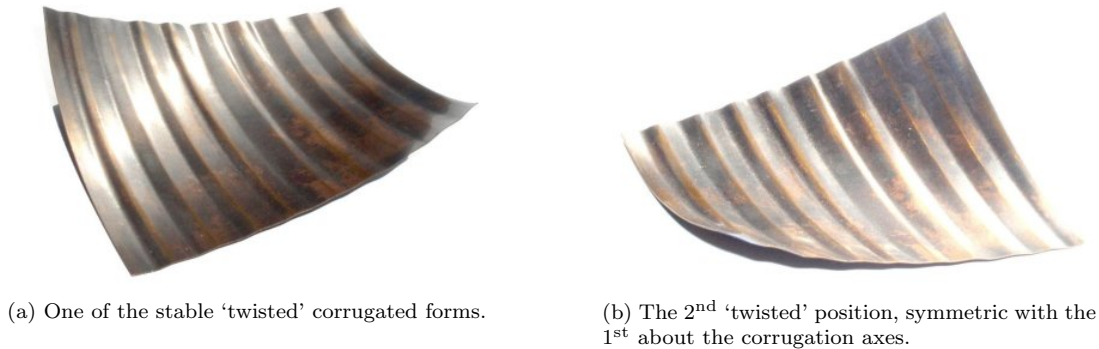 (a) One of the stable ‘twisted’ corrugated forms.
(b) The 2nd ‘twisted’ position, symmetric with the
1st about the corrugation axes.